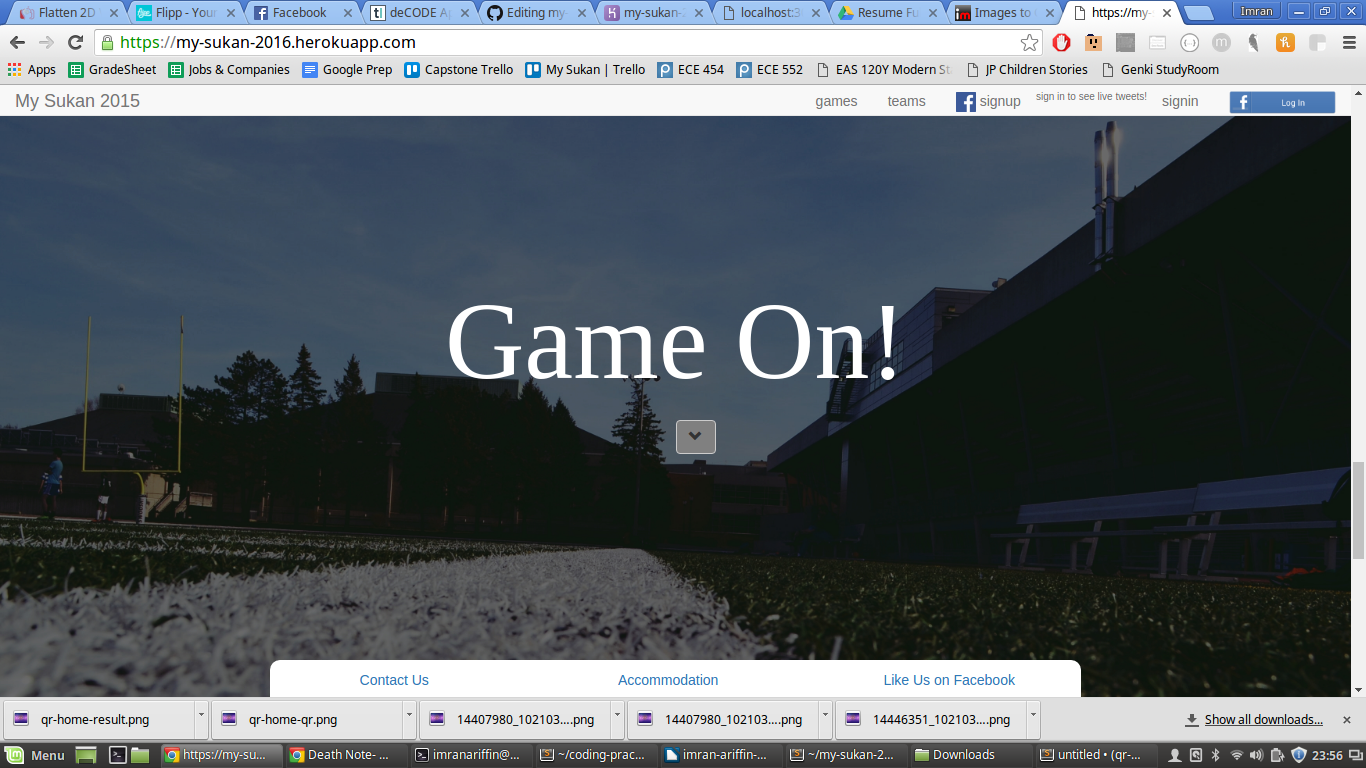 Flatten 2D
Flipp - Your
Facebook
deCODE Ap
Editing my-
my-sukan-2
localhost:3
Resume Fu
Images to
https://my-
Imran
https://my-sukan-2016.herokuapp.com
Apps
GradeSheet
Jobs & Companies
Google Prep
Capstone Trello
My Sukan | Trello
ECE 454
ECE 552
EAS 120Y Modern St
JP Children Stories
Genki StudyRoom
My Sukan 2015
games
teams
signup
sign in to see live tweets!
signin
Log In
Game On!
Contact Us
Accommodation
Like Us on Facebook
qr-home-result.png
qr-home-qr.png
14407980_102103....png
14407980_102103....png
14446351_102103....png
Show all downloads...
Menu
https://my-su...
Death Note- ...
imranariffin@...
~/coding-prac...
imran-ariffin-...
~/my-sukan-2...
Downloads
untitled • (qr-...
23:56